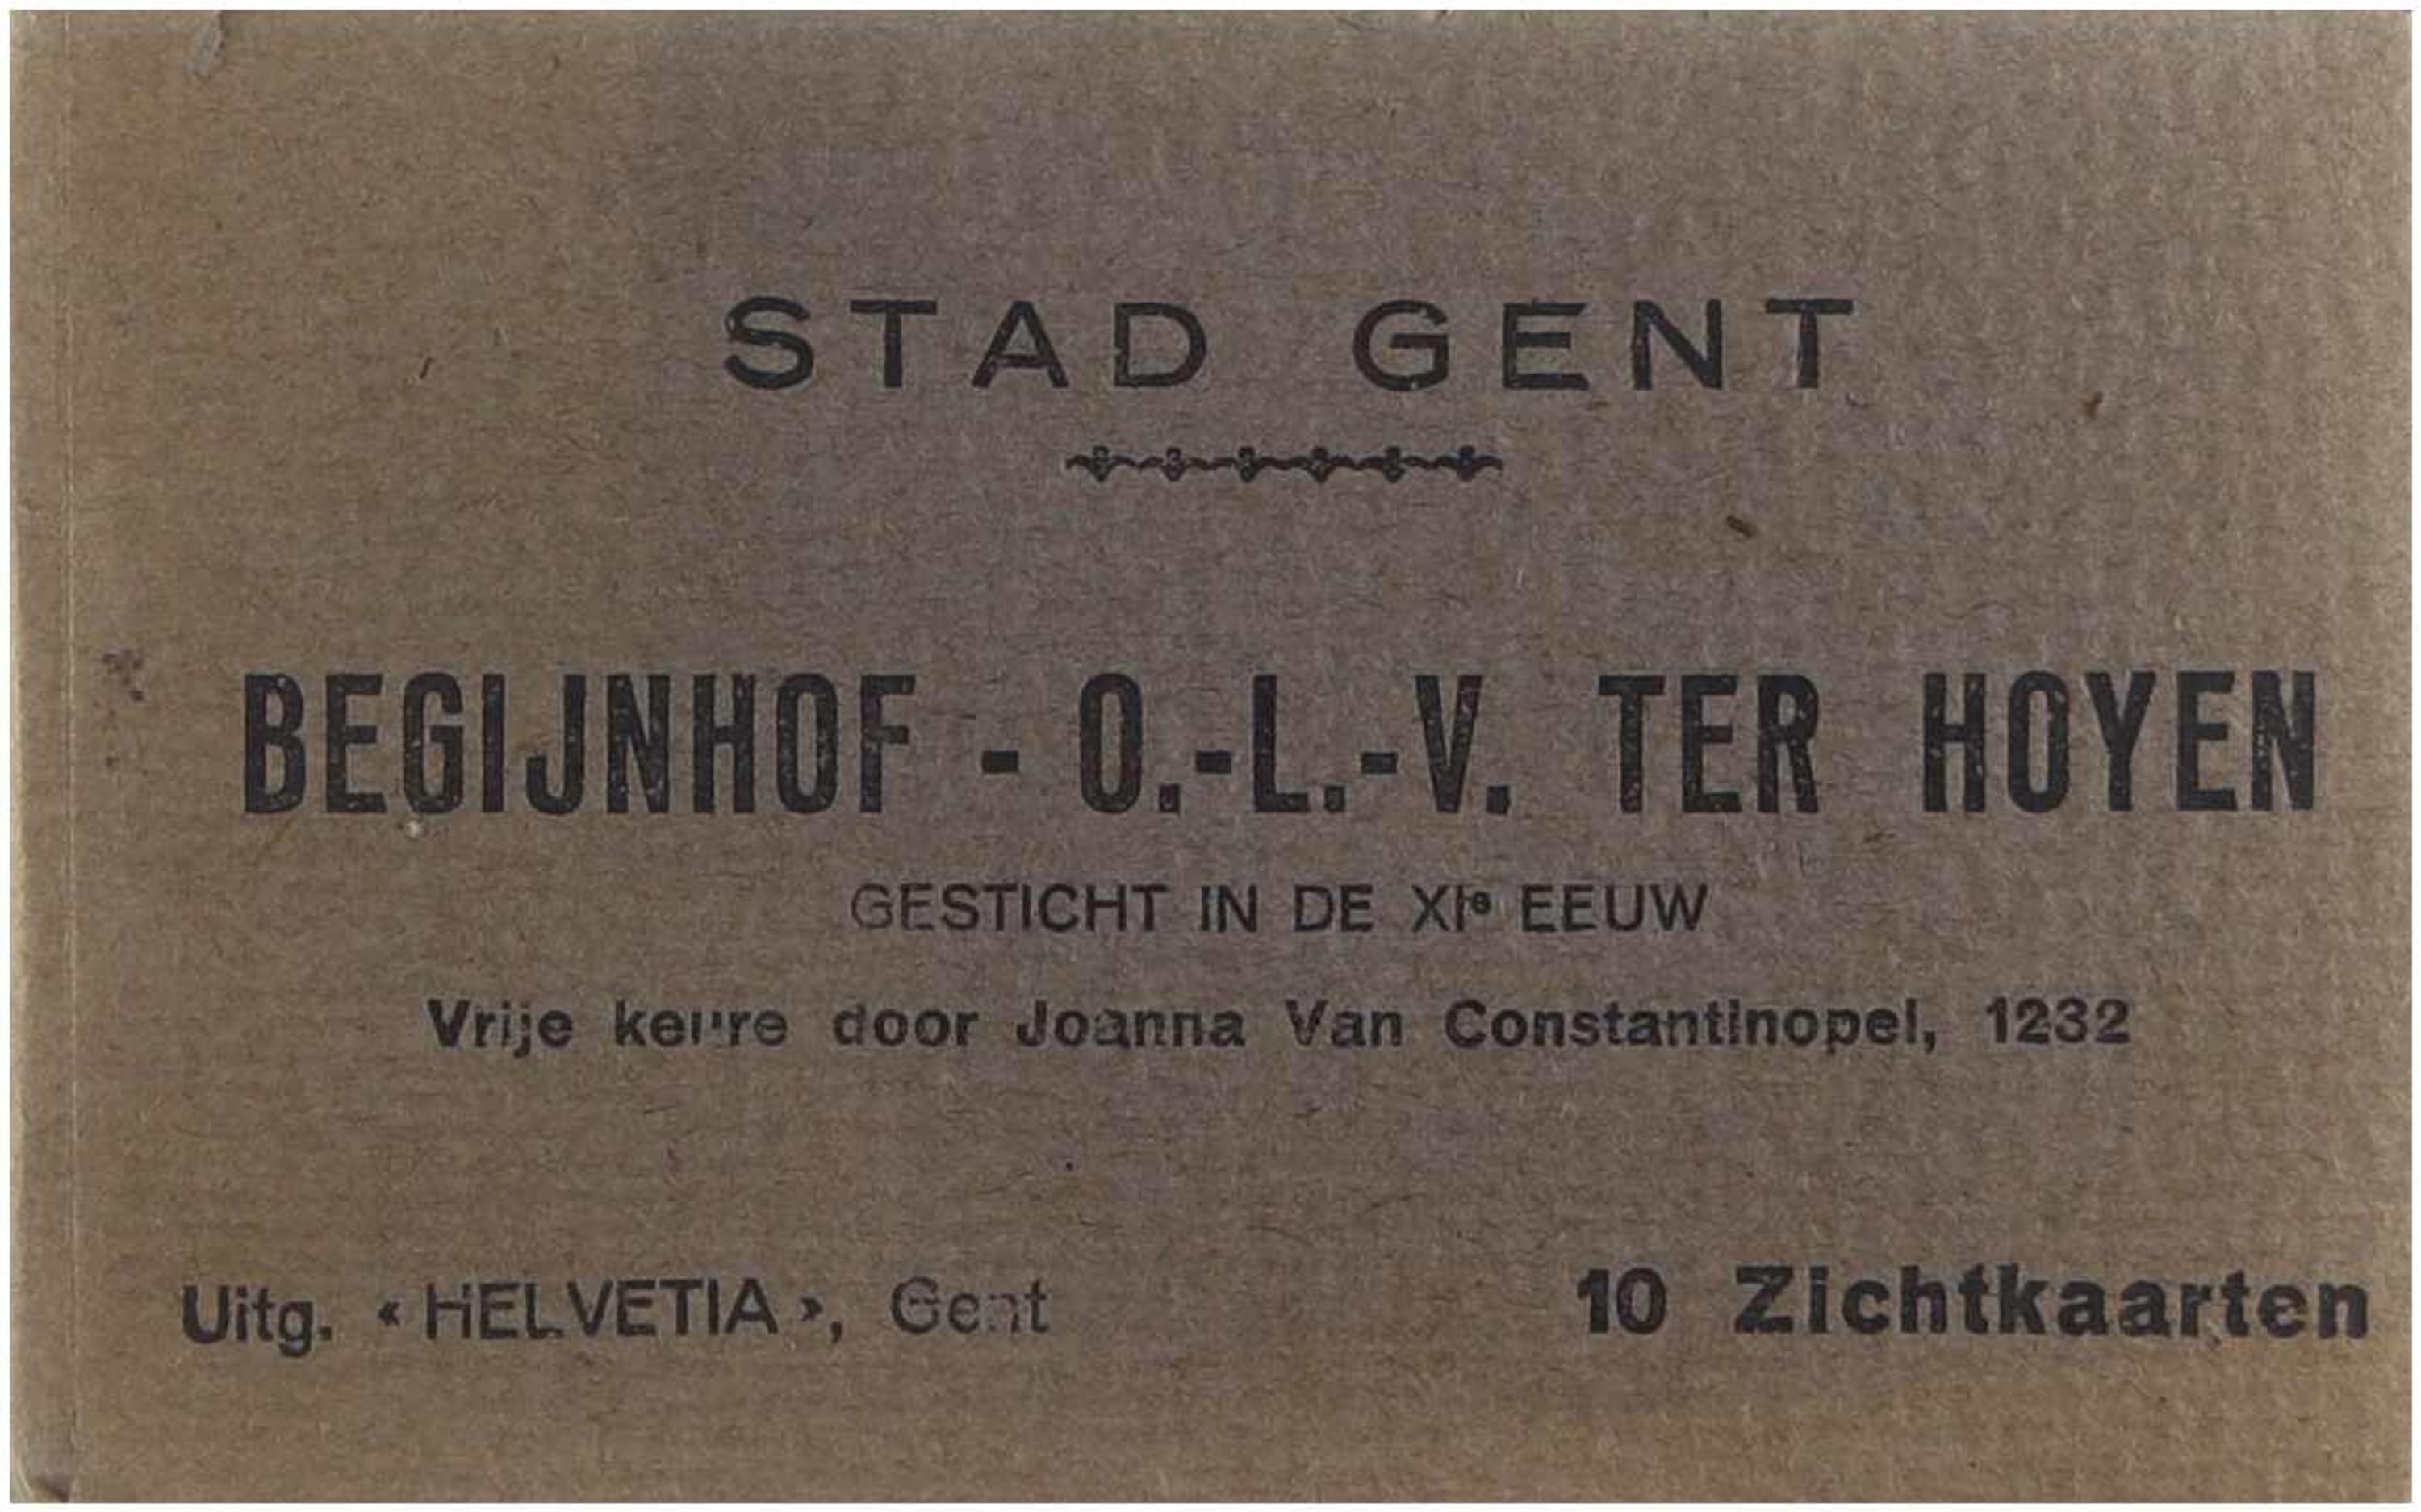 STAD GENT
BEGIJNHOF - O.-L.-V. TER HOYEN
GESTICHT IN DE XIe EEUW
Vrije keure door Joanna Van Constantinopel, 1232
Uitg. « HELVETIA », Gent
10 Zichtkaarten